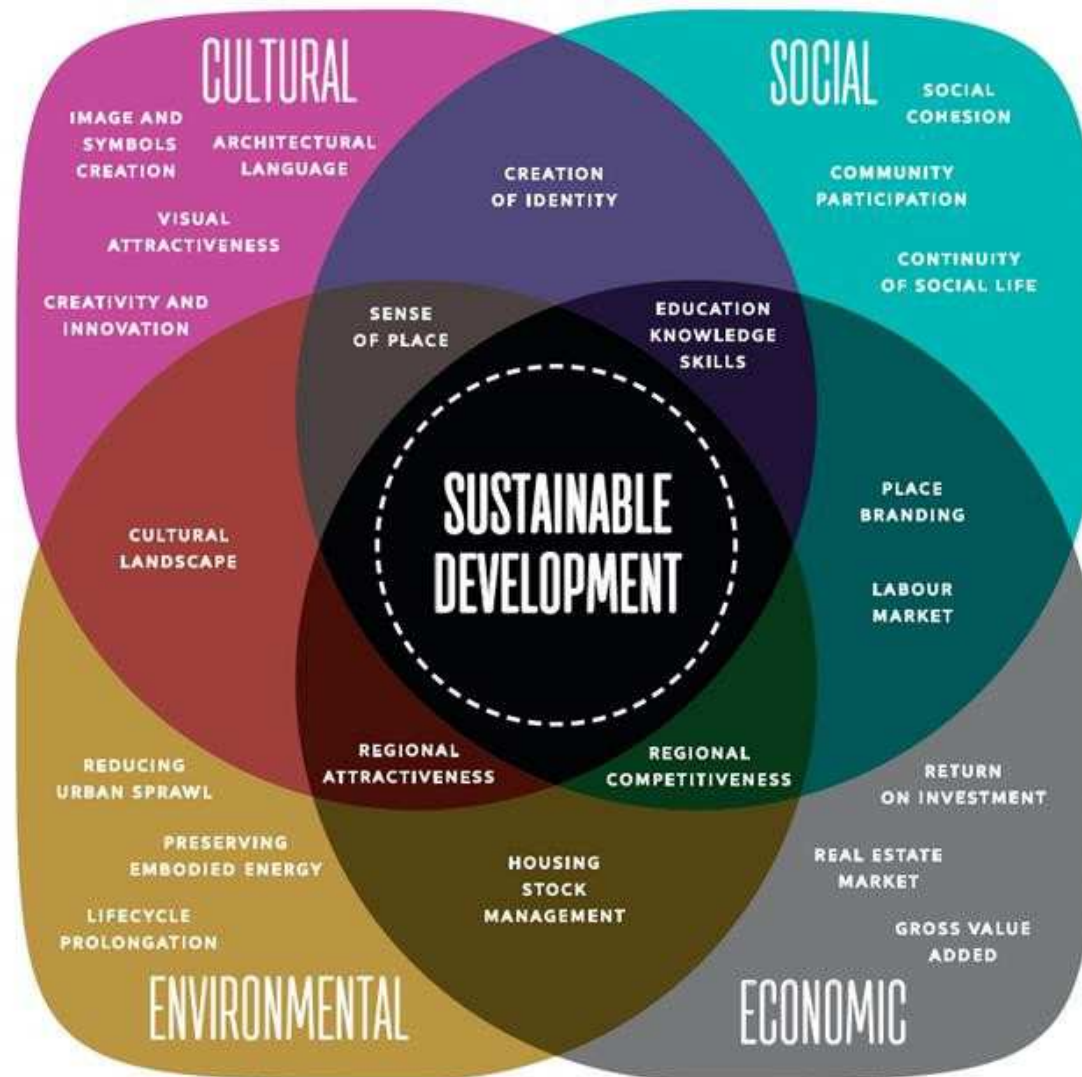 CULTURAL
IMAGE AND
SYMBOLS
CREATION
ARCHITECTURAL
LANGUAGE
VISUAL
ATTRACTIVENESS
CREATIVITY AND
INNOVATION
CREATION
OF IDENTITY
SOCIAL
SOCIAL
COHESION
COMMUNITY
PARTICIPATION
CONTINUITY
OF SOCIAL LIFE
SENSE
OF PLACE
EDUCATION
KNOWLEDGE
SKILLS
CULTURAL
LANDSCAPE
SUSTAINABLE
DEVELOPMENT
PLACE
BRANDING
LABOUR
MARKET
REGIONAL
ATTRACTIVENESS
REGIONAL
COMPETITIVENESS
REDUCING
URBAN SPRAWL
PRESERVING
EMBODIED ENERGY
LIFECYCLE
PROLONGATION
ENVIRONMENTAL
HOUSING
STOCK
MANAGEMENT
RETURN
ON INVESTMENT
REAL ESTATE
MARKET
GROSS VALUE
ADDED
ECONOMIC